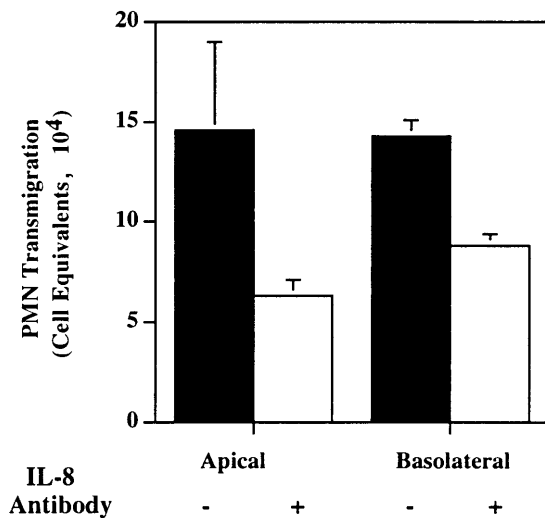 PMN Transmigration
(Cell Equivalents, 10⁴)
20
15
10
5
0
Apical Basolateral
IL-8
Antibody - + - +